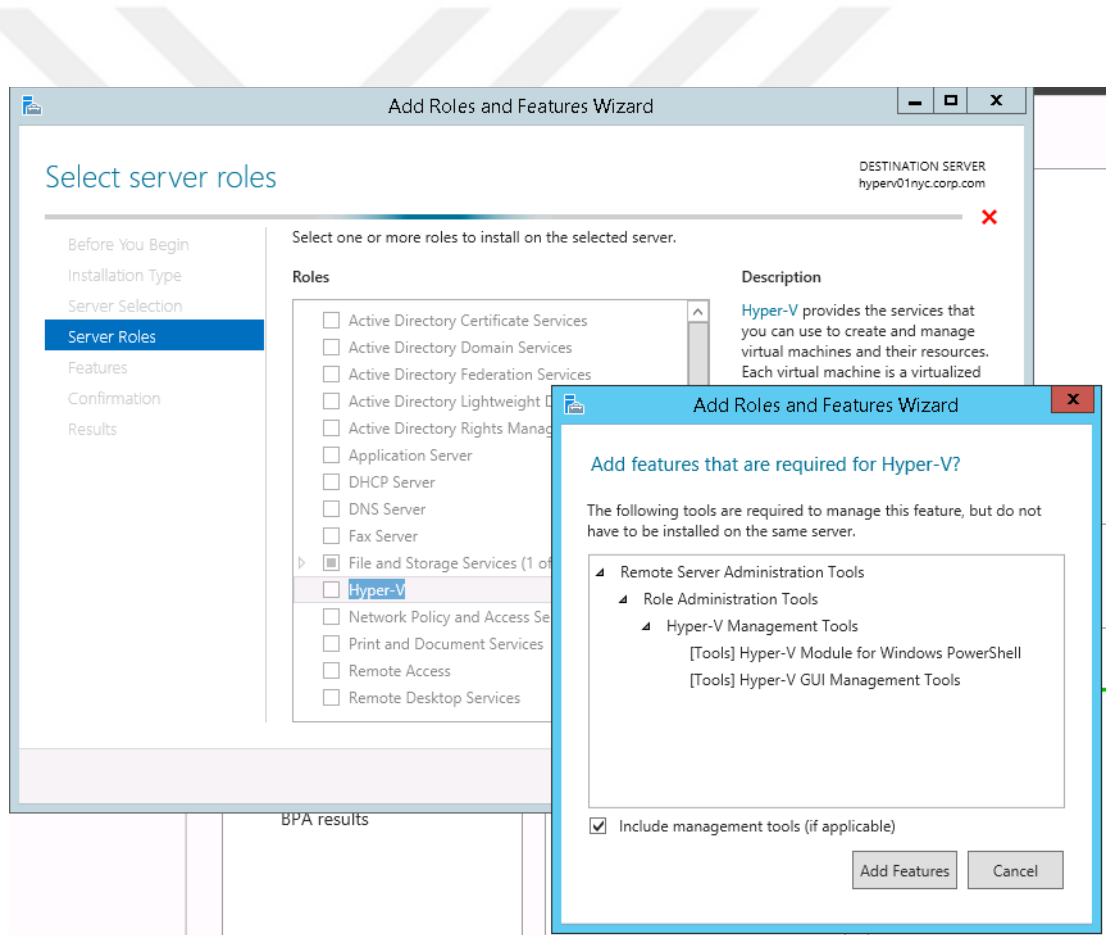 Add Roles and Features Wizard
Select server roles
DESTINATION SERVER
hyperv01nyc.corp.com
Before You Begin
Installation Type
Server Selection
Server Roles
Features
Confirmation
Results
Select one or more roles to install on the selected server.
Roles
Active Directory Certificate Services
Active Directory Domain Services
Active Directory Federation Services
Active Directory Lightweight
Active Directory Rights
Application Server
DHCP Server
DNS Server
Fax Server
File and Storage Services (1 of
Hyper-V
Network Policy and Access
Print and Document Services
Remote Access
Remote Desktop Services
Description
Hyper-V provides the services that
you can use to create and manage
virtual machines and their resources.
Each virtual machine is a virtualized
Add Roles and Features Wizard
Add features that are required for Hyper-V?
The following tools are required to manage this feature, but do not
have to be installed on the same server.
Remote Server Administration Tools
Role Administration Tools
Hyper-V Management Tools
[Tools] Hyper-V Module for Windows PowerShell
[Tools] Hyper-V GUI Management Tools
Include management tools (if applicable)
Add Features
Cancel
BPA results